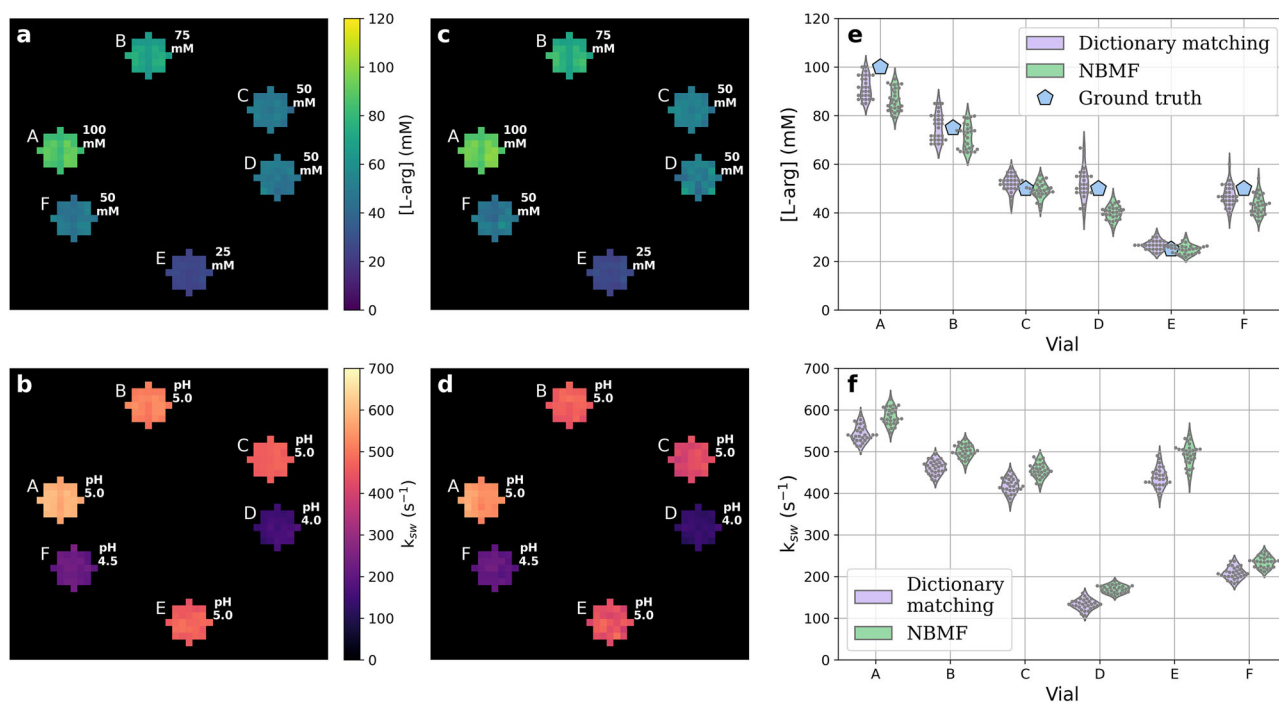 a
B
75
mM
C
50
mM
A
100
mM
D
50
mM
F
50
mM
E
25
mM
120
100
80
60
40
20
0
[L-arg] (mM)
c
B
75
mM
C
50
mM
A
100
mM
D
50
mM
F
50
mM
E
25
mM
e
Dictionary matching
NBMF
Ground truth
[L-arg] (mM)
120
100
80
60
40
20
0
A B C D E F
Vial
b
B
pH
5.0
C
pH
5.0
A
pH
5.0
D
pH
4.0
F
pH
4.5
E
pH
5.0
700
600
500
400
300
200
100
0
k_sw (s⁻¹)
d
B
pH
5.0
C
pH
5.0
A
pH
5.0
D
pH
4.0
F
pH
4.5
E
pH
5.0
f
k_sw (s⁻¹)
700
600
500
400
300
200
100
0
Dictionary
matching
NBMF
A B C D E F
Vial